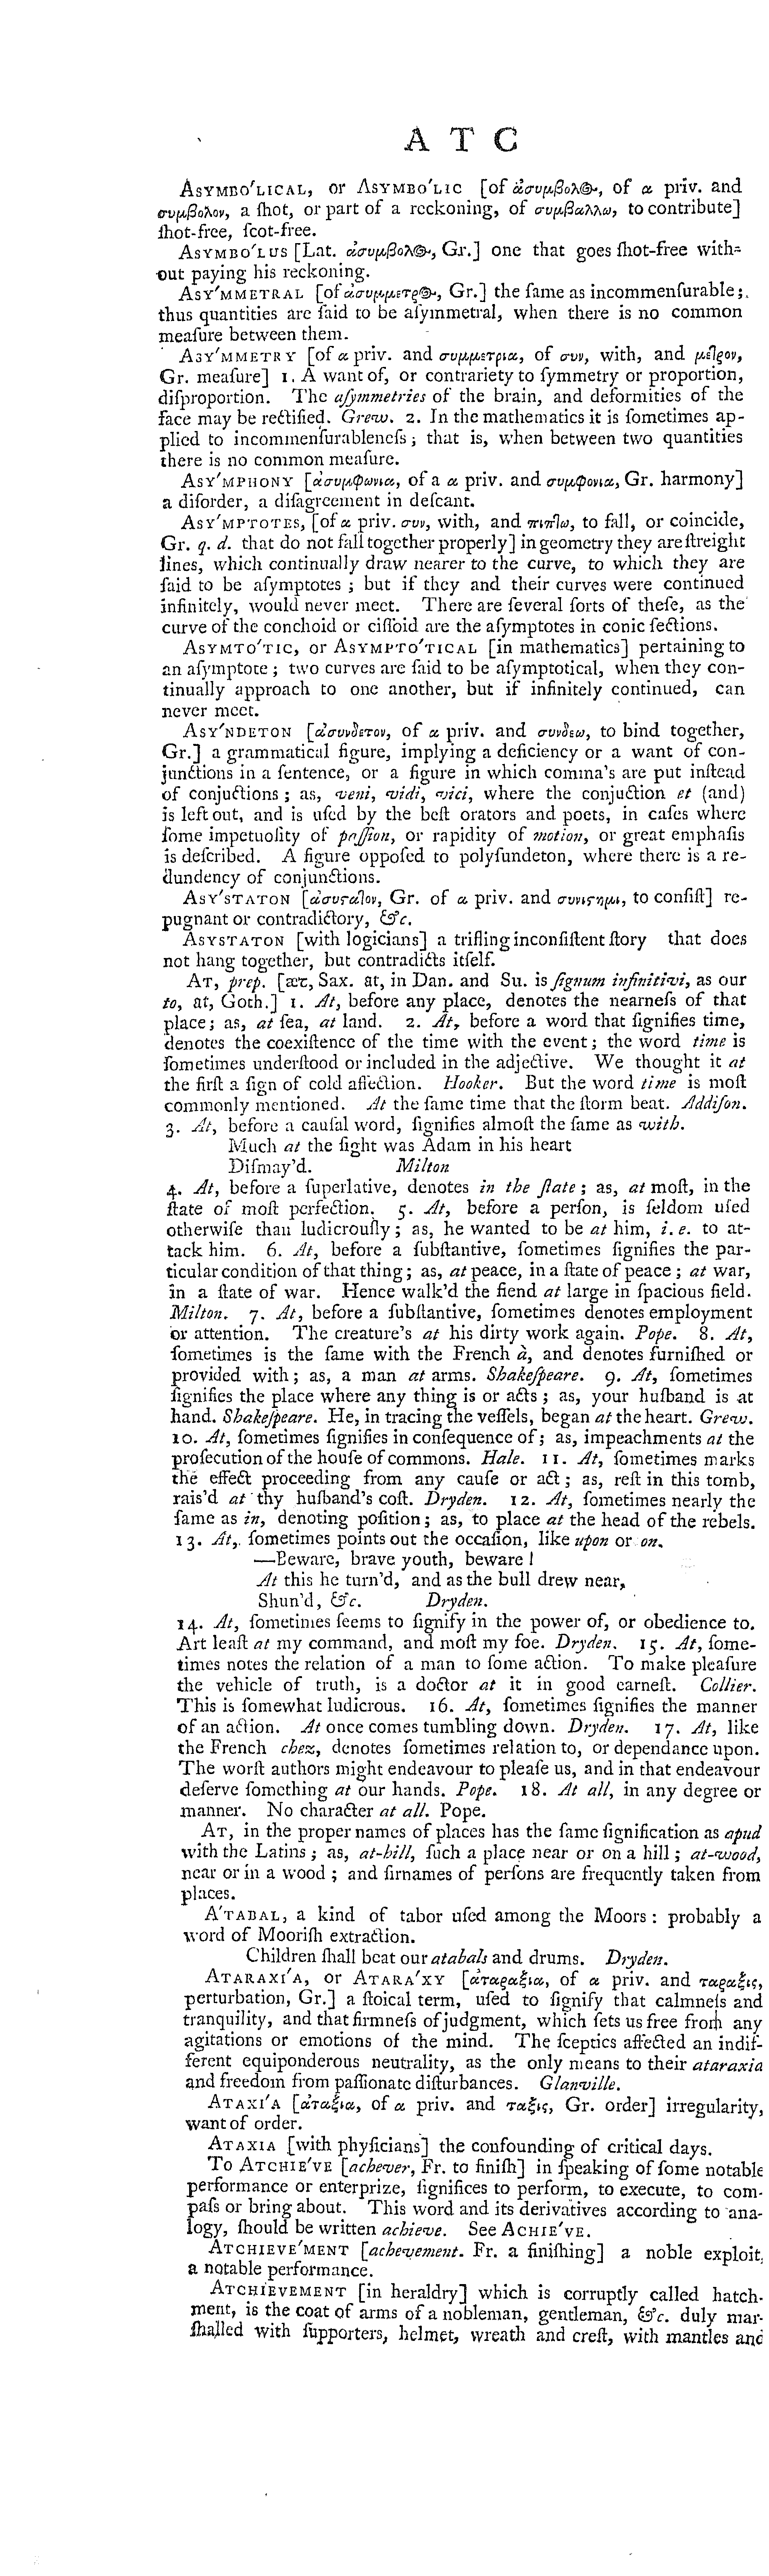 A T C
ASYMBO′LICAL, or ASYMBO′LIC [of ἀσυμβολ⊕-, of α priv. and
συμβολον, a ſhot, or part of a reckoning, of συμβαλλω, to contribute]
ſhot-free, ſcot-free.
ASYMBO′LUS [Lat. ἀσυμβολ⊕-, Gr.] one that goes ſhot-free with-
out paying his reckoning.
ASY′MMETRAL [of ἀσυμμετρ⊕-, Gr.] the ſame as incommenſurable;
thus quantities are ſaid to be aſymmetral, when there is no common
meaſure between them.
ASY′MMETRY [of α priv. and συμμετρια, of συν, with, and μετρον,
Gr. meaſure] 1. A want of, or contrariety to ſymmetry or proportion,
diſproportion. The aſymmetries of the brain, and deformities of the
face may be rectified. Grew. 2. In the mathematics it is ſometimes ap-
plied to incommenſurableneſs; that is, when between two quantities
there is no common meaſure.
ASY′MPHONY [ἀσυμφωνια, of a α priv. and συμφονια, Gr. harmony]
a diſorder, a diſagreement in deſcant.
ASY′MPTOTES, [of α priv. συν, with, and πιπτω, to fall, or coincide,
Gr. q. d. that do not fall together properly] in geometry they are ſtreight
lines, which continually draw nearer to the curve, to which they are
ſaid to be aſymptotes; but if they and their curves were continued
infinitely, would never meet. There are ſeveral ſorts of theſe, as the
curve of the conchoid or ciſſoid are the aſymptotes in conic ſections.
ASYMTO′TIC, or ASYMPTO′TICAL [in mathematics] pertaining to
an aſymptote; two curves are ſaid to be aſymptotical, when they con-
tinually approach to one another, but if infinitely continued, can
never meet.
ASY′NDETON [ἀσυνδετον, of α priv. and συνδεω, to bind together,
Gr.] a grammatical figure, implying a deficiency or a want of con-
junctions in a ſentence, or a figure in which comma's are put inſtead
of conjuctions; as, veni, vidi, vici, where the conjuction et (and)
is left out, and is uſed by the beſt orators and poets, in caſes where
ſome impetuoſity of paſſion, or rapidity of motion, or great emphaſis
is deſcribed. A figure oppoſed to polyſundeton, where there is a re-
dundency of conjunctions.
ASY′STATON [ἀσυςατον, Gr. of α priv. and συνιςημι, to conſiſt] re-
pugnant or contradictory, &c.
ASYSTATON [with logicians] a trifling inconſiſtent ſtory that does
not hang together, but contradicts itſelf.
AT, prep. [æt, Sax. at, in Dan. and Su. is ſignum infinitivi, as our
to, at, Goth.] 1. At, before any place, denotes the nearneſs of that
place; as, at ſea, at land. 2. At, before a word that ſignifies time,
denotes the coexiſtence of the time with the event; the word time is
ſometimes underſtood or included in the adjective. We thought it at
the firſt a ſign of cold affection. Hooker. But the word time is moſt
commonly mentioned. At the ſame time that the ſtorm beat. Addiſon.
3. At, before a cauſal word, ſignifies almoſt the ſame as with.
Much at the ſight was Adam in his heart
Diſmay'd. Milton
4. At, before a ſuperlative, denotes in the ſtate; as, at moſt, in the
ſtate of moſt perfection. 5. At, before a perſon, is ſeldom uſed
otherwiſe than ludicrouſly; as, he wanted to be at him, i. e. to at-
tack him. 6. At, before a ſubſtantive, ſometimes ſignifies the par-
ticular condition of that thing; as, at peace, in a ſtate of peace; at war,
in a ſtate of war. Hence walk'd the fiend at large in ſpacious field.
Milton. 7. At, before a ſubſtantive, ſometimes denotes employment
or attention. The creature's at his dirty work again. Pope. 8. At,
ſometimes is the ſame with the French à, and denotes furniſhed or
provided with; as, a man at arms. Shakeſpeare. 9. At, ſometimes
ſignifies the place where any thing is or acts; as, your huſband is at
hand. Shakeſpeare. He, in tracing the veſſels, began at the heart. Grew.
10. At, ſometimes ſignifies in conſequence of; as, impeachments at the
proſecution of the houſe of commons. Hale. 11. At, ſometimes marks
the effect proceeding from any cauſe or act; as, reſt in this tomb,
rais'd at thy huſband's coſt. Dryden. 12. At, ſometimes nearly the
ſame as in, denoting poſition; as, to place at the head of the rebels.
13. At, ſometimes points out the occaſion, like upon or on.
—Beware, brave youth, beware!
At this he turn'd, and as the bull drew near,
Shun'd, &c. Dryden.
14. At, ſometimes ſeems to ſignify in the power of, or obedience to.
Art leaſt at my command, and moſt my foe. Dryden. 15. At, ſome-
times notes the relation of a man to ſome action. To make pleaſure
the vehicle of truth, is a doctor at it in good earneſt. Collier.
This is ſomewhat ludicrous. 16. At, ſometimes ſignifies the manner
of an action. At once comes tumbling down. Dryden. 17. At, like
the French chez, denotes ſometimes relation to, or dependance upon.
The worſt authors might endeavour to pleaſe us, and in that endeavour
deſerve ſomething at our hands. Pope. 18. At all, in any degree or
manner. No character at all. Pope.
AT, in the proper names of places has the ſame ſignification as apud
with the Latins; as, at-hill, ſuch a place near or on a hill; at-wood,
near or in a wood; and ſirnames of perſons are frequently taken from
places.
A′TABAL, a kind of tabor uſed among the Moors: probably a
word of Mooriſh extraction.
Children ſhall beat our atabals and drums. Dryden.
ATARAXI′A, or ATARA′XY [ἀταραξια, of α priv. and ταραξις,
perturbation, Gr.] a ſtoical term, uſed to ſignify that calmneſs and
tranquility, and that firmneſs of judgment, which ſets us free from any
agitations or emotions of the mind. The ſceptics affected an indif-
ferent equiponderous neutrality, as the only means to their ataraxia
and freedom from paſſionate diſturbances. Glanville.
ATAXI′A [ἀταξια, of α priv. and ταξις, Gr. order] irregularity,
want of order.
ATAXIA [with phyſicians] the confounding of critical days.
To ATCHIE′VE [achever, Fr. to finiſh] in ſpeaking of ſome notable
performance or enterprize, ſignifices to perform, to execute, to com-
paſs or bring about. This word and its derivatives according to ana-
logy, ſhould be written achieve. See ACHIE′VE.
ATCHIEVE′MENT [achevement. Fr. a finiſhing] a noble exploit,
a notable performance.
ATCHIEVEMENT [in heraldry] which is corruptly called hatch-
ment, is the coat of arms of a nobleman, gentleman, &c. duly mar-
ſhalled with ſupporters, helmet, wreath and creſt, with mantles and